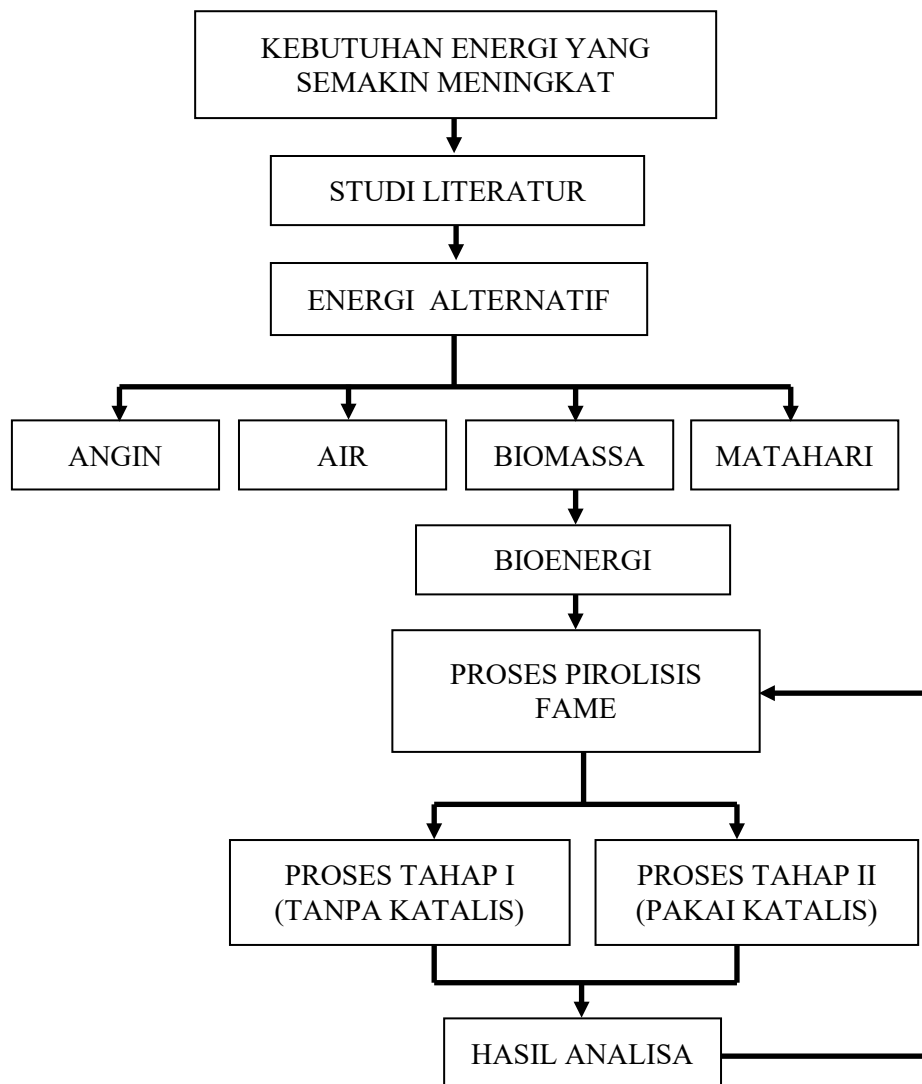 KEBUTUHAN ENERGI YANG
SEMAKIN MENINGKAT
STUDI LITERATUR
ENERGI ALTERNATIF
ANGIN
AIR
BIOMASSA
MATAHARI
BIOENERGI
PROSES PIROLISIS
FAME
PROSES TAHAP I
(TANPA KATALIS)
PROSES TAHAP II
(PAKAI KATALIS)
HASIL ANALISA